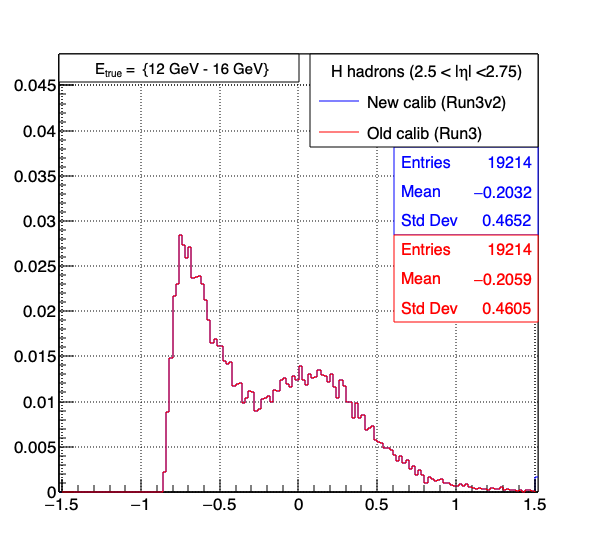 E_true = {12 GeV - 16 GeV}
H hadrons (2.5 < |η| <2.75)
New calib (Run3v2)
Old calib (Run3)
Entries 19214
Mean −0.2032
Std Dev 0.4652
Entries 19214
Mean −0.2059
Std Dev 0.4605
0.045
0.04
0.035
0.03
0.025
0.02
0.015
0.01
0.005
0
−1.5 −1 −0.5 0 0.5 1 1.5